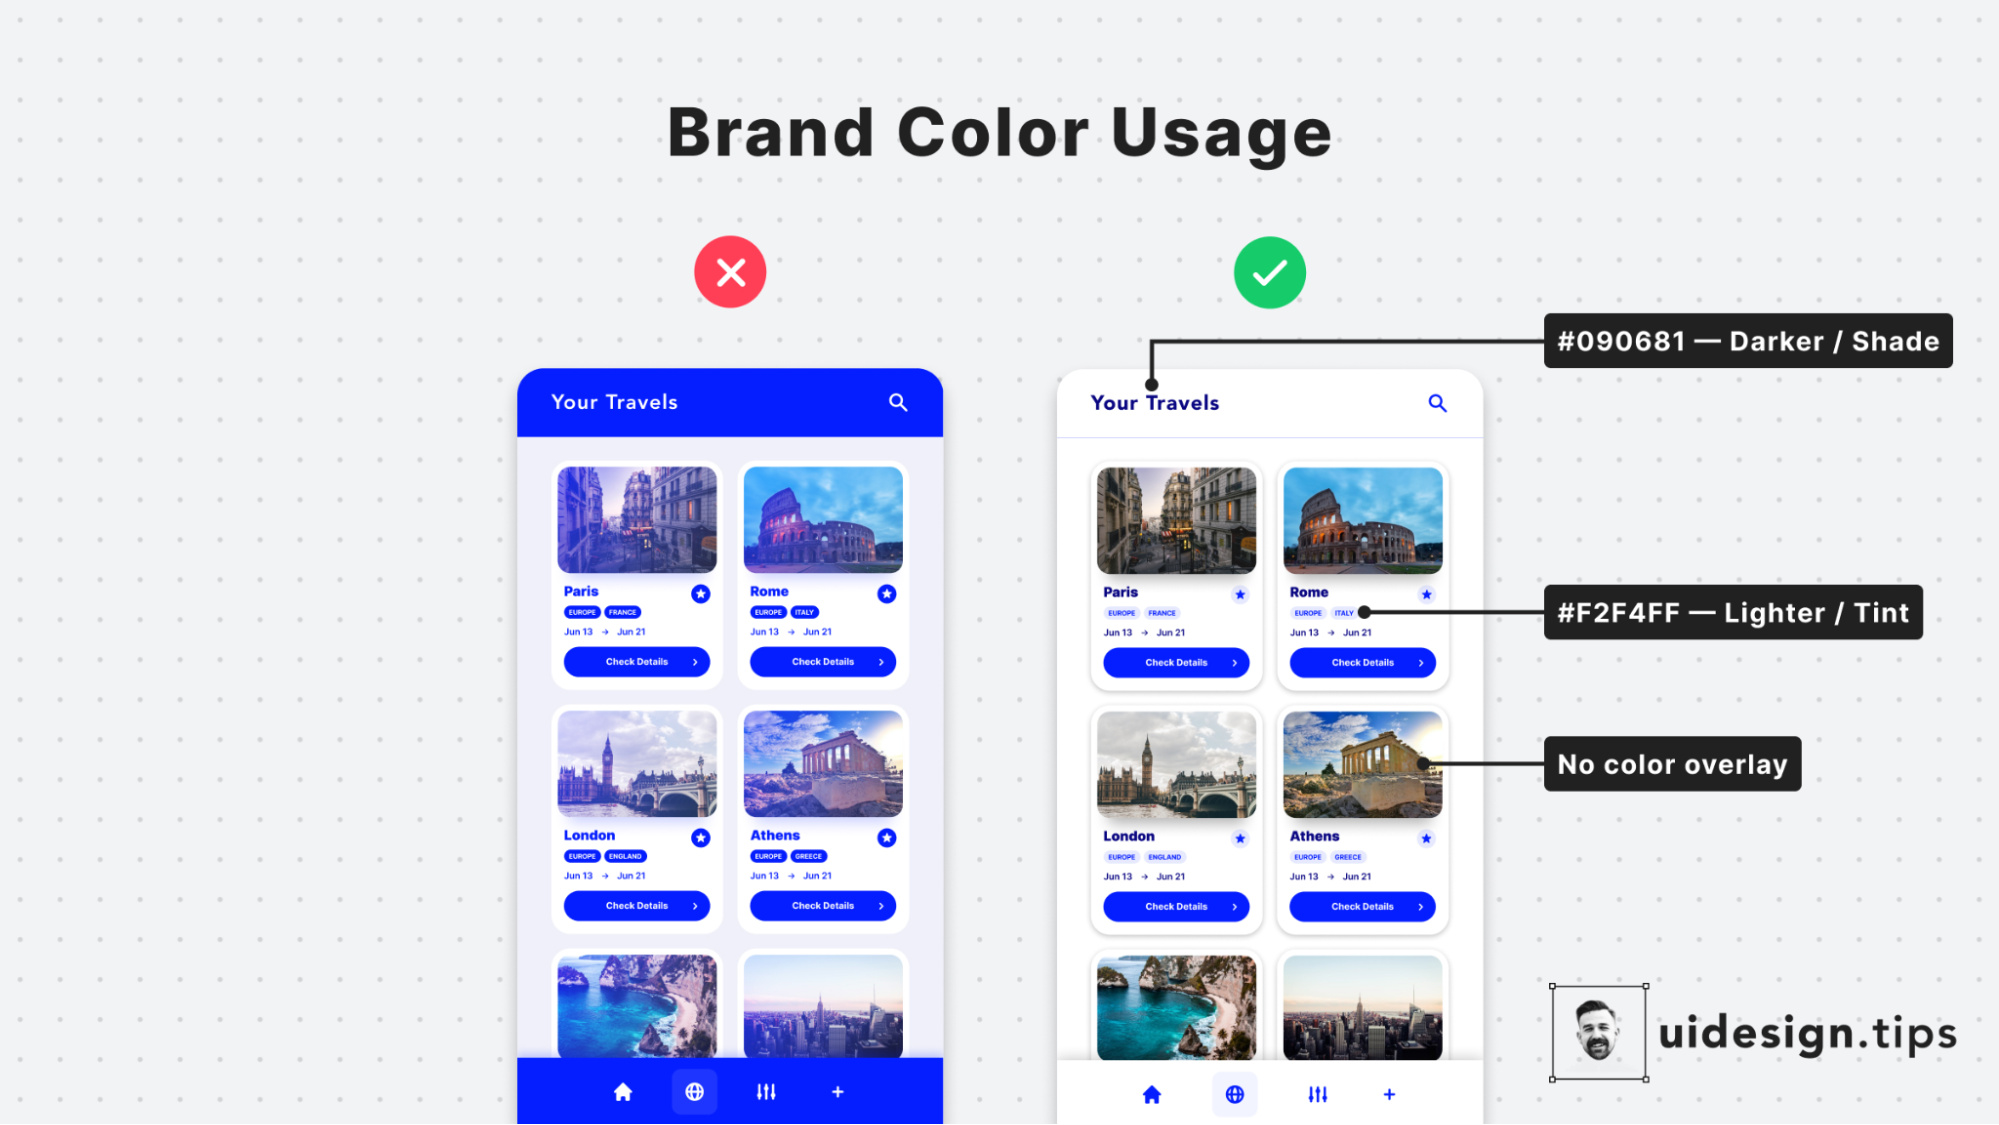 Brand Color Usage
#090681 — Darker / Shade
Your Travels
Paris
EUROPE FRANCE
Jun 13 → Jun 21
Check Details
Rome
EUROPE ITALY
Jun 13 → Jun 21
Check Details
London
EUROPE ENGLAND
Jun 13 → Jun 21
Check Details
Athens
EUROPE GREECE
Jun 13 → Jun 21
Check Details
Your Travels
Paris
EUROPE FRANCE
Jun 13 → Jun 21
Check Details
Rome
EUROPE ITALY
Jun 13 → Jun 21
Check Details
London
EUROPE ENGLAND
Jun 13 → Jun 21
Check Details
Athens
EUROPE GREECE
Jun 13 → Jun 21
Check Details
#F2F4FF — Lighter / Tint
No color overlay
uidesign.tips